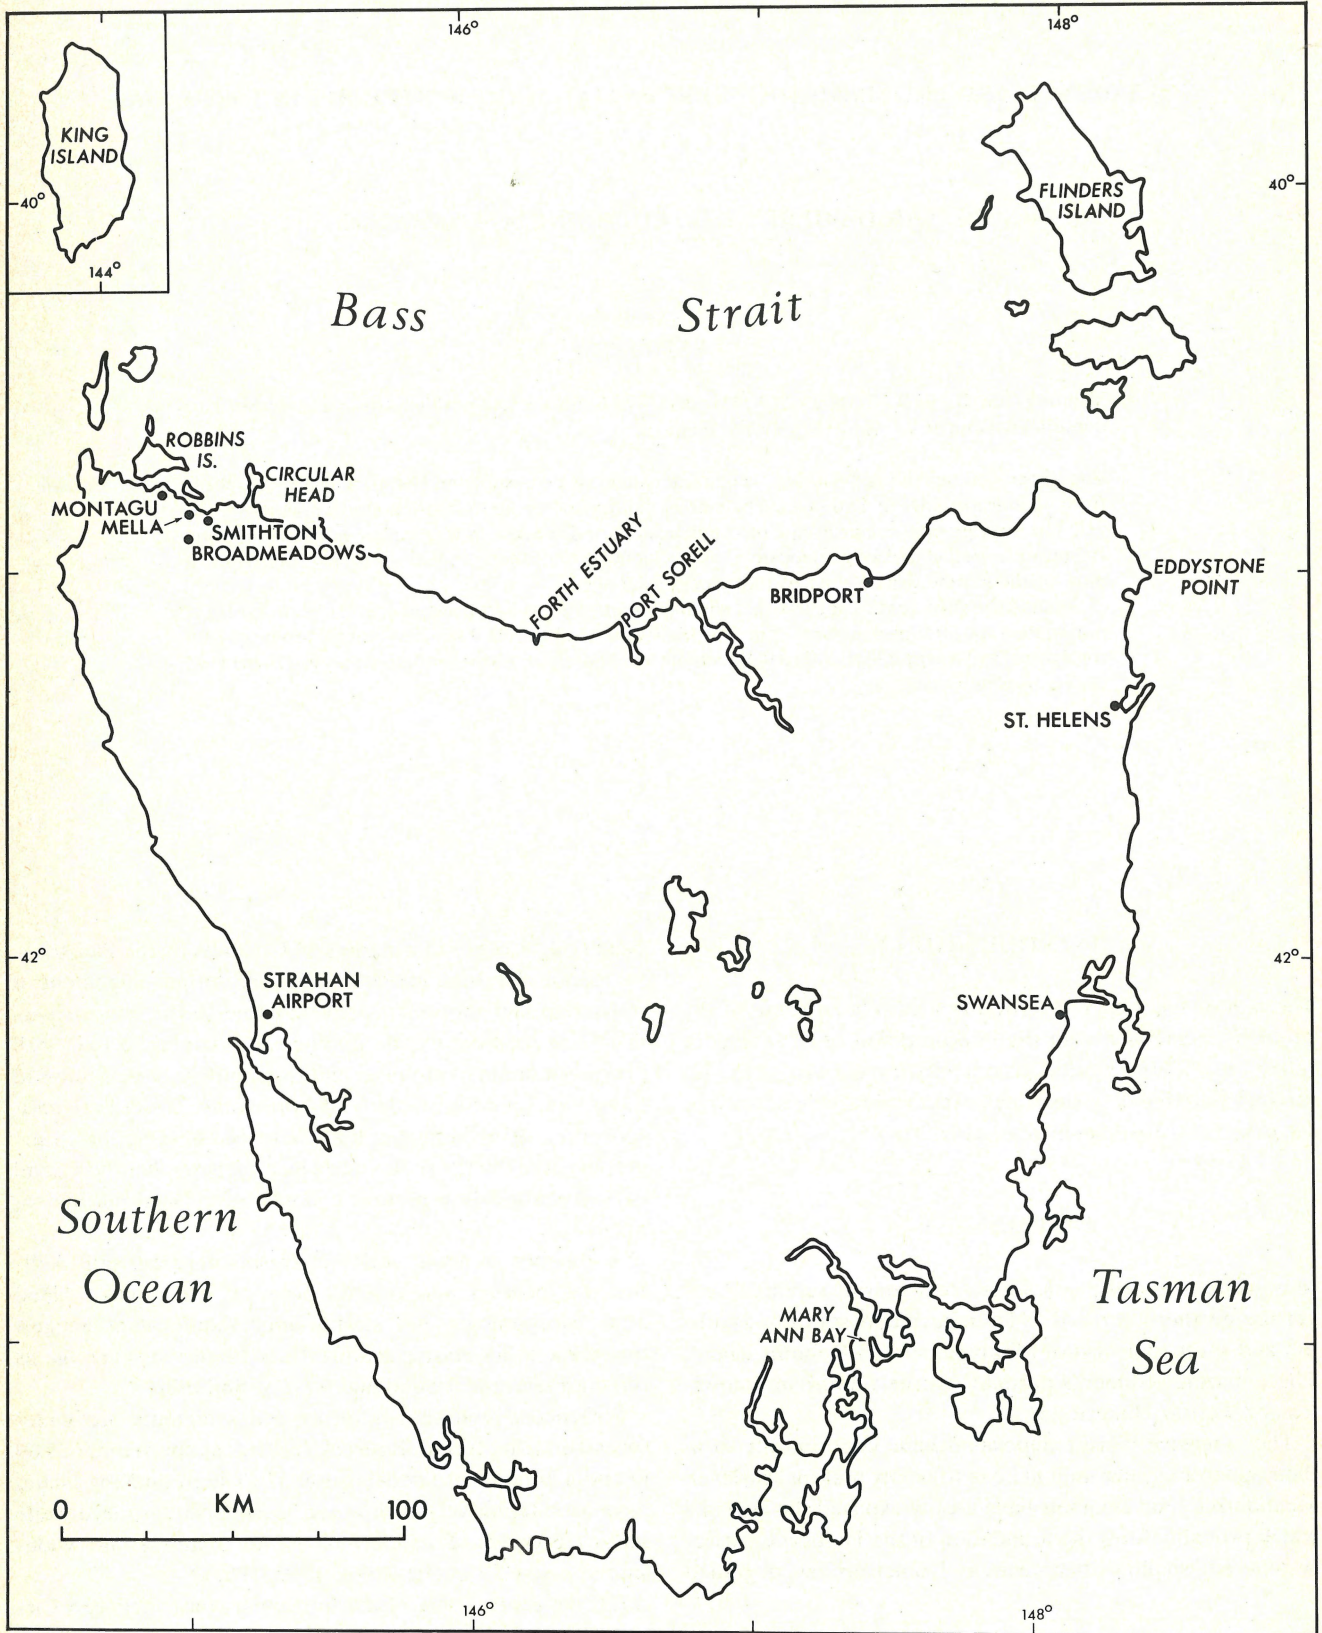 146°
148°
KING
ISLAND
40°
144°
40°
FLINDERS
ISLAND
Bass Strait
ROBBINS
IS.
CIRCULAR
HEAD
MONTAGU
MELLA
SMITHTON
BROADMEADOWS
FORTH ESTUARY
PORT SORELL
BRIDPORT
EDDYSTONE
POINT
ST. HELENS
42°
42°
STRAHAN
AIRPORT
SWANSEA
Southern
Ocean
MARY
ANN BAY
Tasman
Sea
0 KM 100
146°
148°